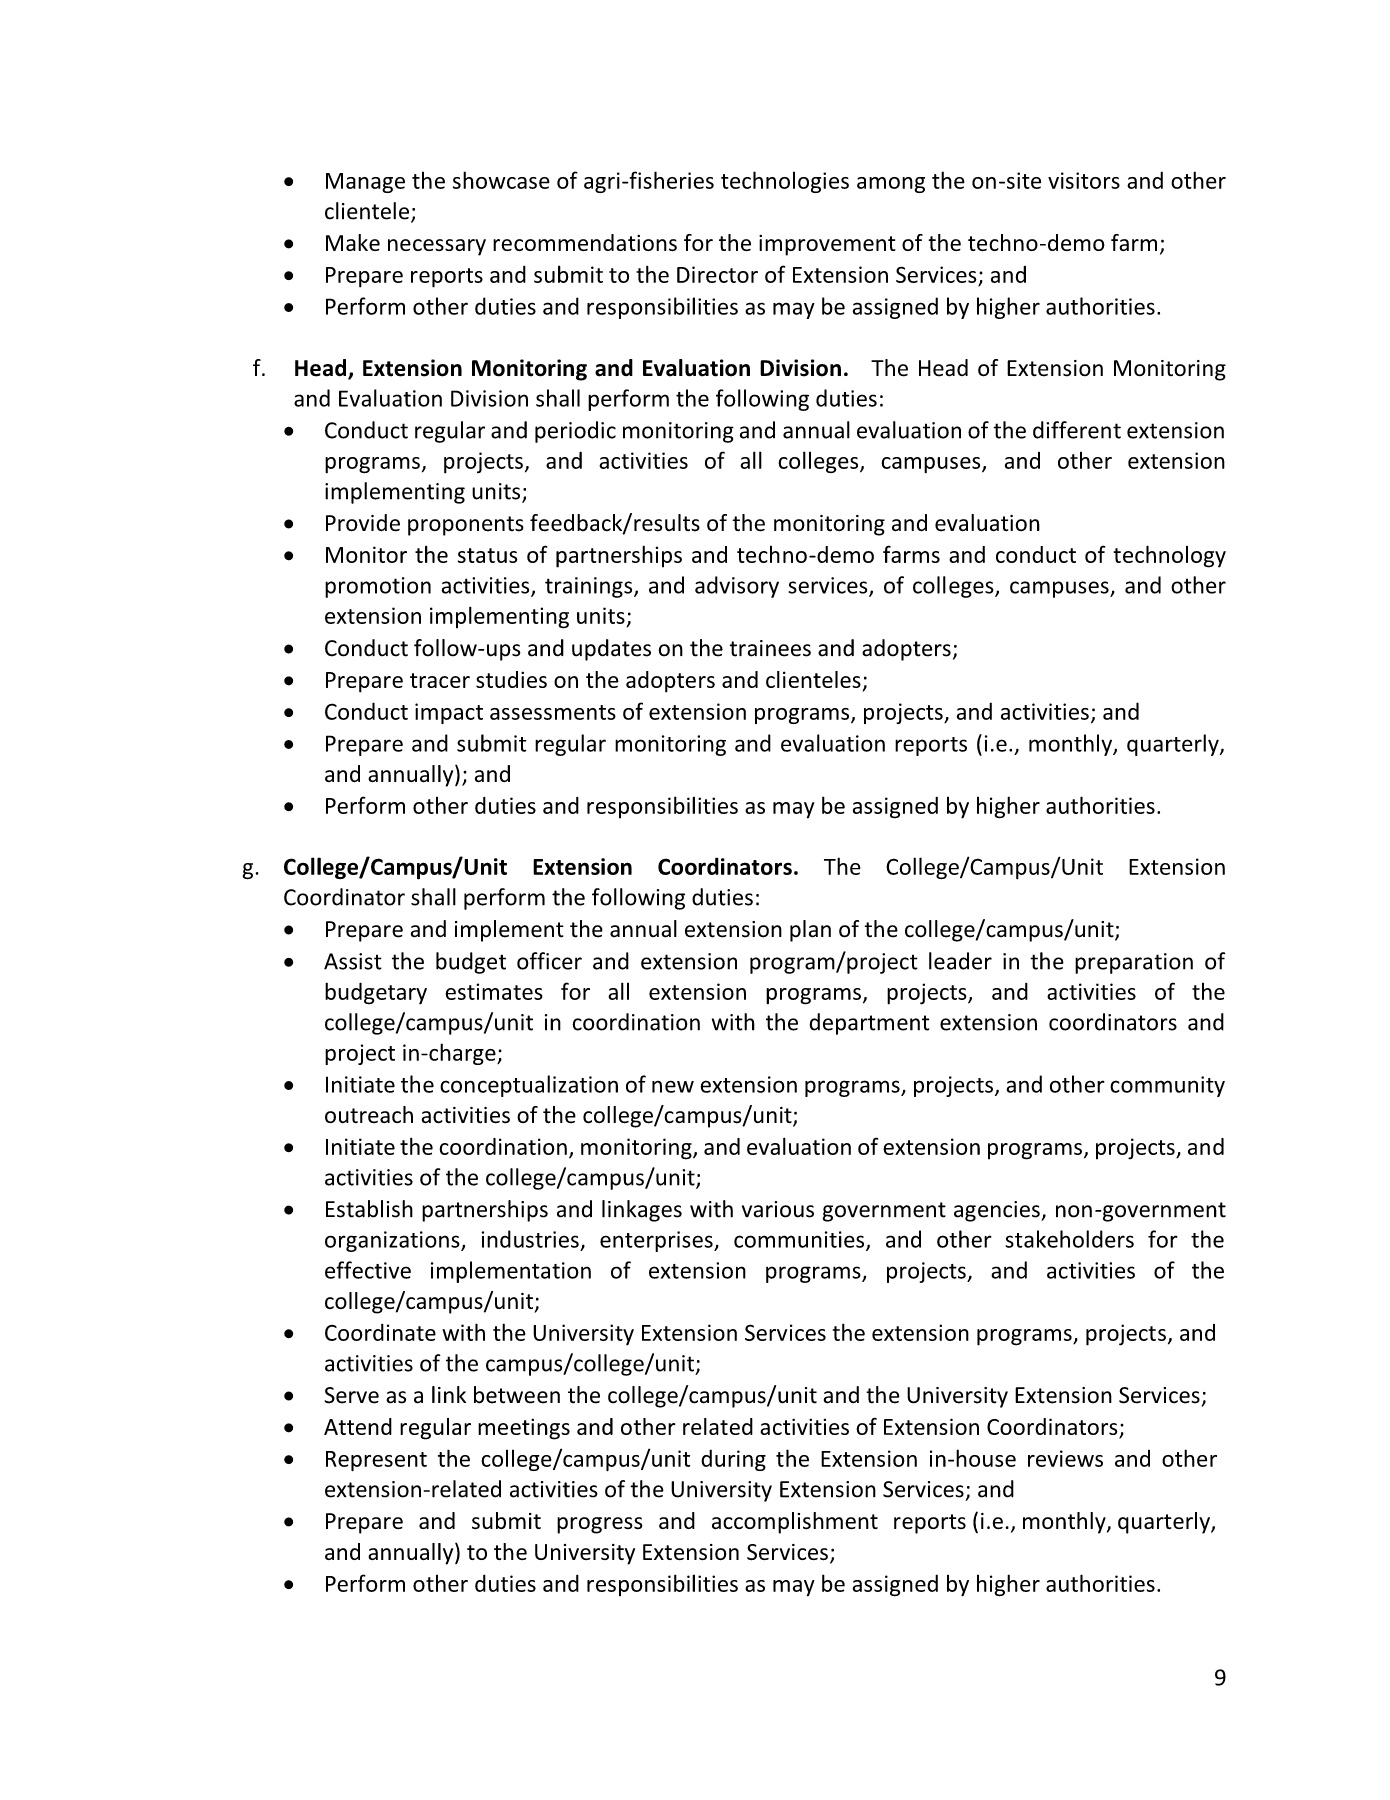 • Manage the showcase of agri-fisheries technologies among the on-site visitors and other
clientele;
• Make necessary recommendations for the improvement of the techno-demo farm;
• Prepare reports and submit to the Director of Extension Services; and
• Perform other duties and responsibilities as may be assigned by higher authorities.
f. Head, Extension Monitoring and Evaluation Division. The Head of Extension Monitoring
and Evaluation Division shall perform the following duties:
• Conduct regular and periodic monitoring and annual evaluation of the different extension
programs, projects, and activities of all colleges, campuses, and other extension
implementing units;
• Provide proponents feedback/results of the monitoring and evaluation
• Monitor the status of partnerships and techno-demo farms and conduct of technology
promotion activities, trainings, and advisory services, of colleges, campuses, and other
extension implementing units;
• Conduct follow-ups and updates on the trainees and adopters;
• Prepare tracer studies on the adopters and clienteles;
• Conduct impact assessments of extension programs, projects, and activities; and
• Prepare and submit regular monitoring and evaluation reports (i.e., monthly, quarterly,
and annually); and
• Perform other duties and responsibilities as may be assigned by higher authorities.
g. College/Campus/Unit Extension Coordinators. The College/Campus/Unit Extension
Coordinator shall perform the following duties:
• Prepare and implement the annual extension plan of the college/campus/unit;
• Assist the budget officer and extension program/project leader in the preparation of
budgetary estimates for all extension programs, projects, and activities of the
college/campus/unit in coordination with the department extension coordinators and
project in-charge;
• Initiate the conceptualization of new extension programs, projects, and other community
outreach activities of the college/campus/unit;
• Initiate the coordination, monitoring, and evaluation of extension programs, projects, and
activities of the college/campus/unit;
• Establish partnerships and linkages with various government agencies, non-government
organizations, industries, enterprises, communities, and other stakeholders for the
effective implementation of extension programs, projects, and activities of the
college/campus/unit;
• Coordinate with the University Extension Services the extension programs, projects, and
activities of the campus/college/unit;
• Serve as a link between the college/campus/unit and the University Extension Services;
• Attend regular meetings and other related activities of Extension Coordinators;
• Represent the college/campus/unit during the Extension in-house reviews and other
extension-related activities of the University Extension Services; and
• Prepare and submit progress and accomplishment reports (i.e., monthly, quarterly,
and annually) to the University Extension Services;
• Perform other duties and responsibilities as may be assigned by higher authorities.
9